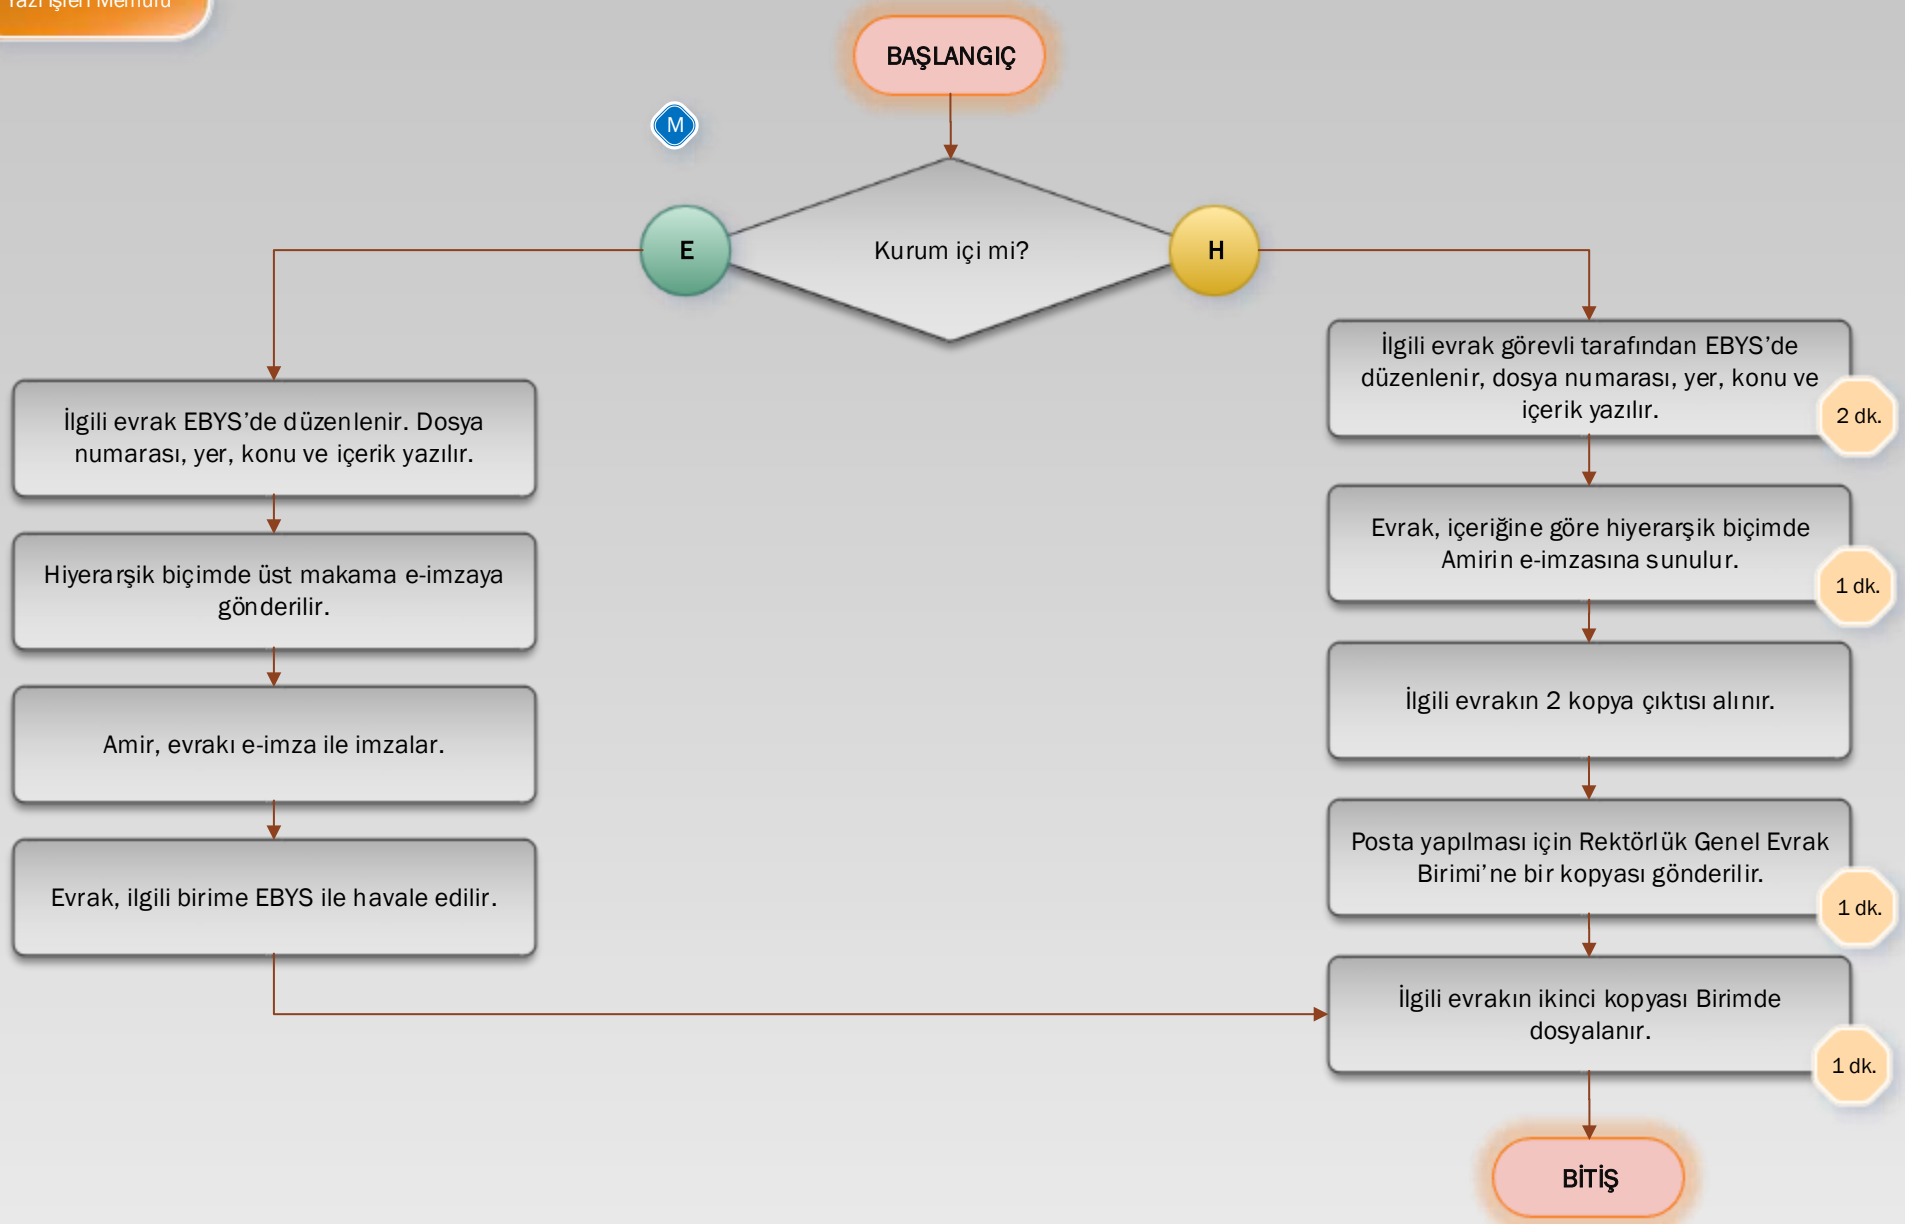 Yazı İşleri Memuru
BAŞLANGIÇ
M
E
Kurum içi mi?
H
İlgili evrak EBYS’de düzenlenir. Dosya
numarası, yer, konu ve içerik yazılır.
Hiyerarşik biçimde üst makama e-imzaya
gönderilir.
Amir, evrakı e-imza ile imzalar.
Evrak, ilgili birime EBYS ile havale edilir.
İlgili evrak görevli tarafından EBYS’de
düzenlenir, dosya numarası, yer, konu ve
içerik yazılır.
2 dk.
Evrak, içeriğine göre hiyerarşik biçimde
Amirin e-imzasına sunulur.
1 dk.
İlgili evrakın 2 kopya çıktısı alınır.
Posta yapılması için Rektörlük Genel Evrak
Birimi’ne bir kopyası gönderilir.
1 dk.
İlgili evrakın ikinci kopyası Birimde
dosyalanır.
1 dk.
BİTİŞ